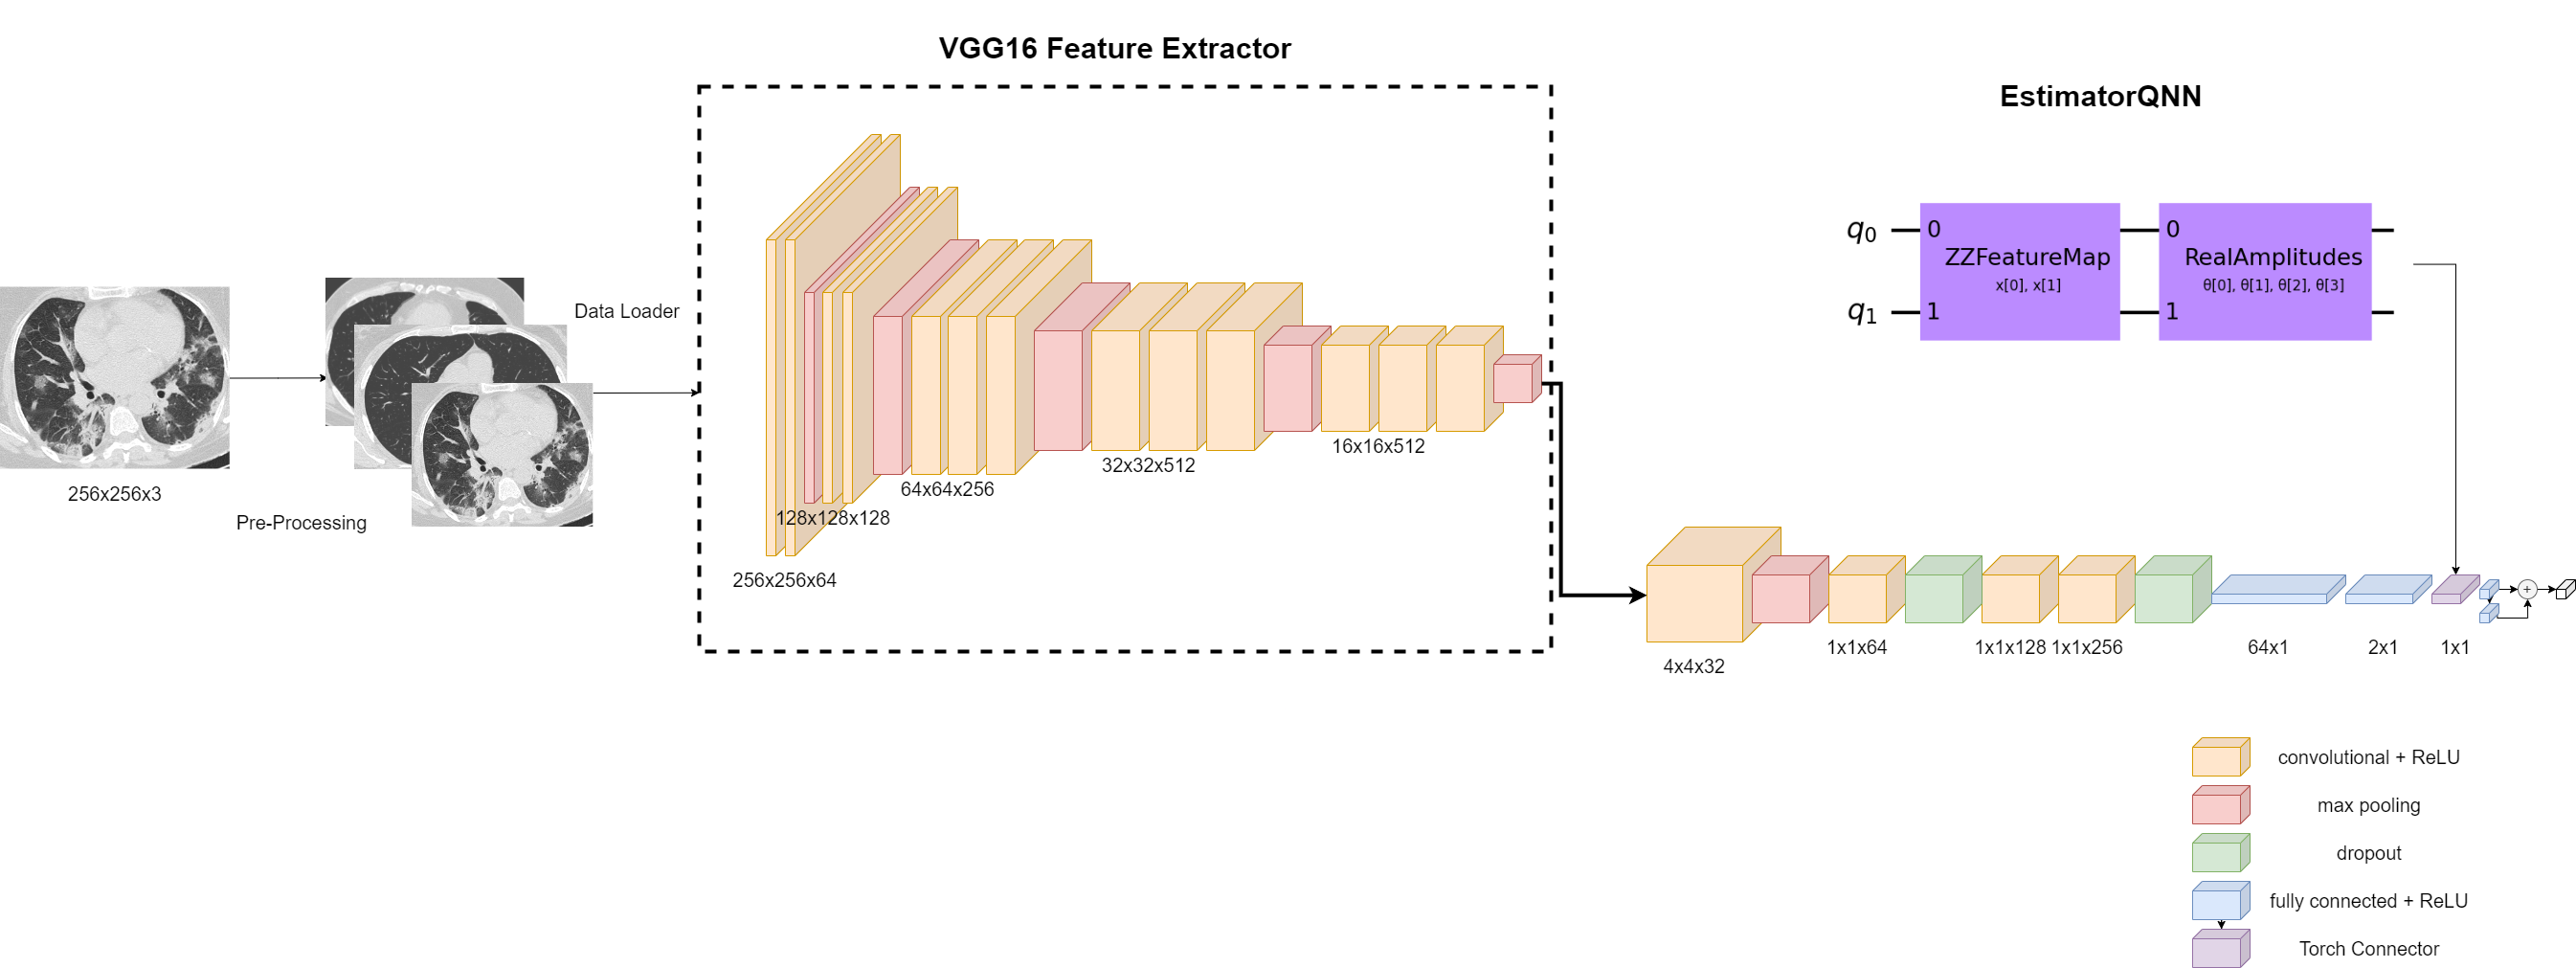 VGG16 Feature Extractor
EstimatorQNN
q0
0
ZZFeatureMap
x[0], x[1]
q1
1
0
RealAmplitudes
θ[0], θ[1], θ[2], θ[3]
1
256x256x3
Pre-Processing
Data Loader
256x256x64
128x128x128
64x64x256
32x32x512
16x16x512
4x4x32
1x1x64
1x1x128 1x1x256
64x1
2x1
1x1
+
convolutional + ReLU
max pooling
dropout
fully connected + ReLU
Torch Connector